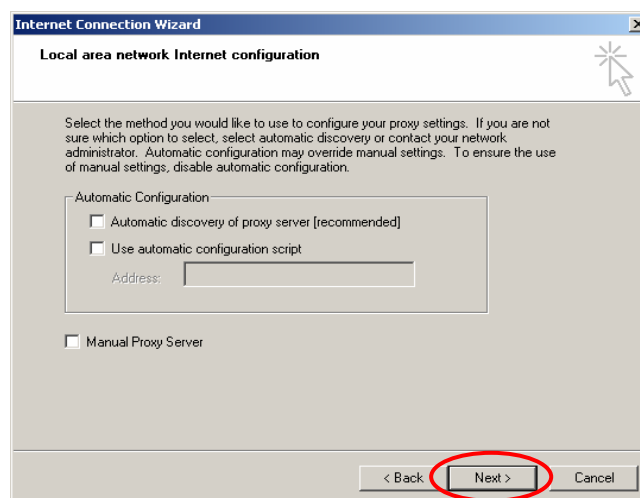 Internet Connection Wizard
Local area network Internet configuration
Select the method you would like to use to configure your proxy settings. If you are not
sure which option to select, select automatic discovery or contact your network
administrator. Automatic configuration may override manual settings. To ensure the use
of manual settings, disable automatic configuration.
Automatic Configuration
Automatic discovery of proxy server [recommended]
Use automatic configuration script
Address:
Manual Proxy Server
< Back
Next >
Cancel